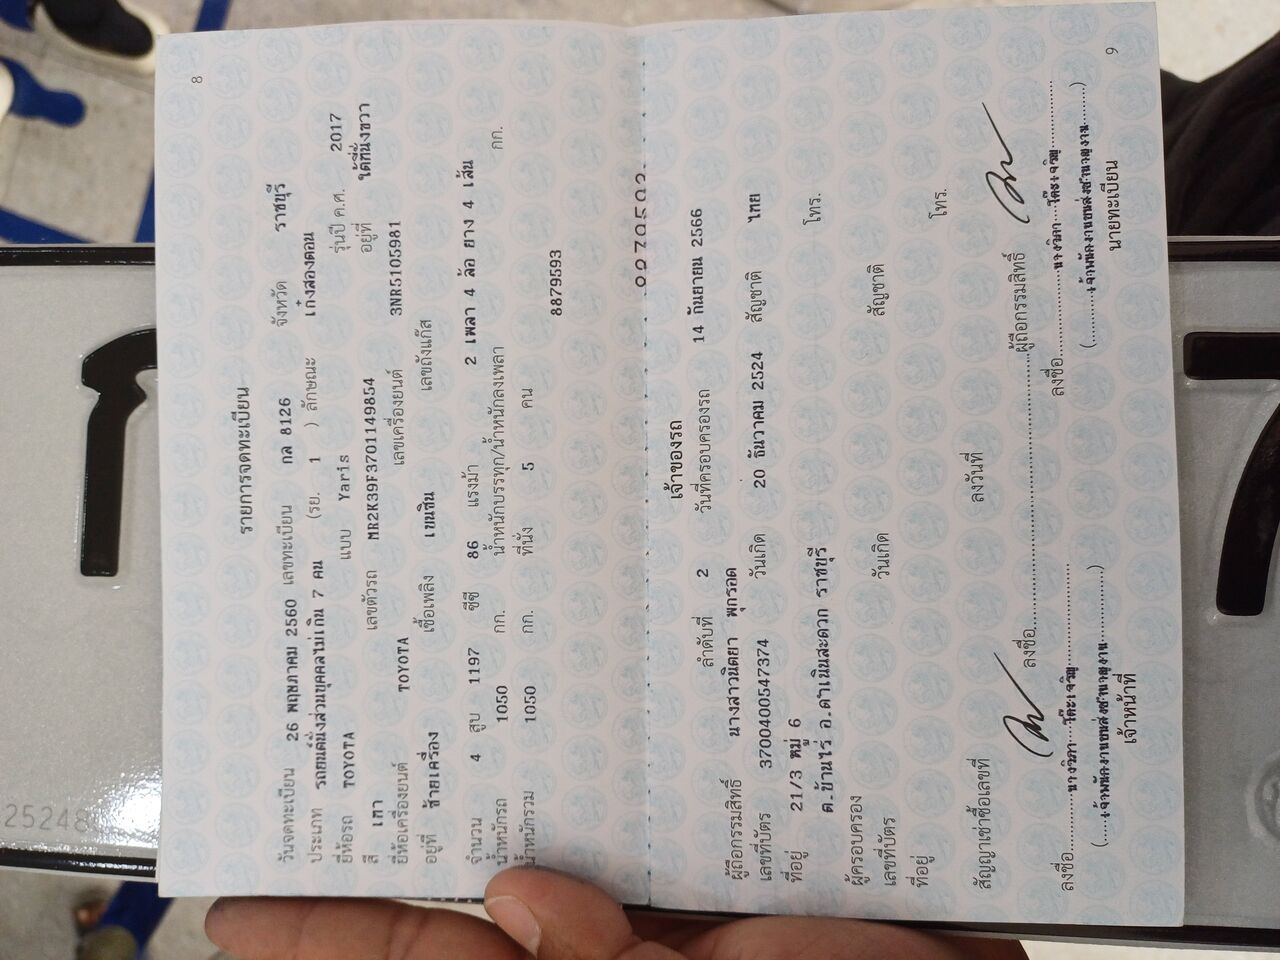 8
รายการจดทะเบียน
วันจดทะเบียน 26 พฤษภาคม 2560 เลขทะเบียน กล 8126 จังหวัด ราชบุรี
ประเภท รถยนต์นั่งส่วนบุคคลไม่เกิน 7 คน (รย. 1 ) ลักษณะ เก๋งสองตอน
ยี่ห้อรถ TOYOTA แบบ Yaris รุ่นปี ค.ศ. 2017
สี เทา เลขตัวรถ MR2K39F3701149854 อยู่ที่ ใต้ที่นั่งขวา
ยี่ห้อเครื่องยนต์ TOYOTA เลขเครื่องยนต์ 3NR5105981
อยู่ที่ ซ้ายเครื่อง เชื้อเพลิง เบนซิน เลขถังแก๊ส
จำนวน 4 สูบ 1197 ซีซี 86 แรงม้า 2 เพลา 4 ล้อ ยาง 4 เส้น
น้ำหนักรถ 1050 กก. น้ำหนักบรรทุก/น้ำหนักลงเพลา กก.
น้ำหนักรวม 1050 กก. ที่นั่ง 5 คน
8879593
เจ้าของรถ
ลำดับที่ 2 วันที่ครอบครองรถ 14 กันยายน 2566
ผู้ถือกรรมสิทธิ์ นางสาวนิตยา พุกรอด
เลขที่บัตร 3700400547374 วันเกิด 20 ธันวาคม 2524 สัญชาติ ไทย
ที่อยู่ 21/3 หมู่ 6 โทร.
ต.บ้านไร่ อ.ดำเนินสะดวก ราชบุรี
ผู้ครอบครอง
เลขที่บัตร วันเกิด สัญชาติ
ที่อยู่ โทร.
สัญญาเช่าซื้อเลขที่ ลงวันที่
ลงชื่อ ผู้ถือกรรมสิทธิ์
ลงชื่อ ลงชื่อ
เจ้าหน้าที่ นายทะเบียน
9
25248